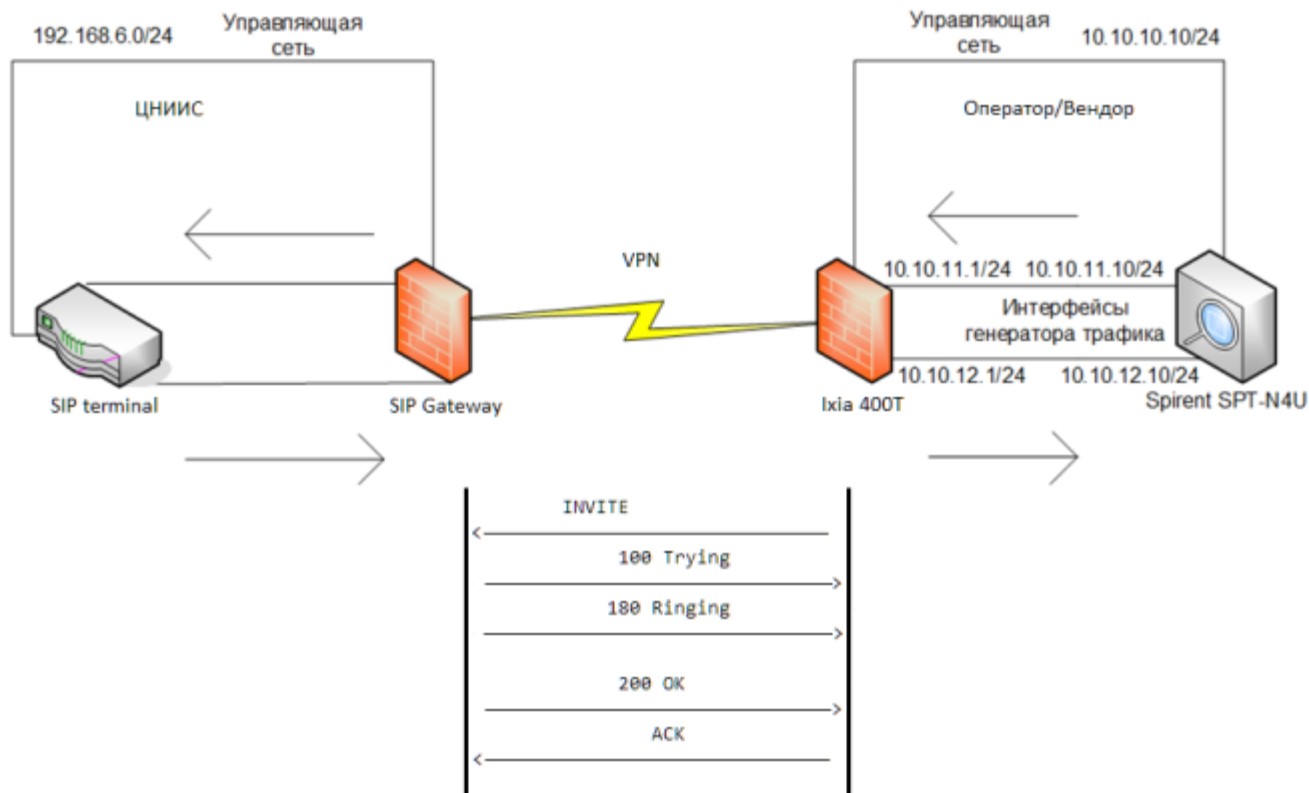 192.168.6.0/24
Управляющая
сеть
Управляющая
сеть
10.10.10.10/24
ЦНИИС
Оператор/Вендор
VPN
10.10.11.1/24
10.10.11.10/24
Интерфейсы
генератора трафика
10.10.12.1/24
10.10.12.10/24
SIP terminal
SIP Gateway
Ixia 400T
Spirent SPT-N4U
INVITE
100 Trying
180 Ringing
200 OK
ACK